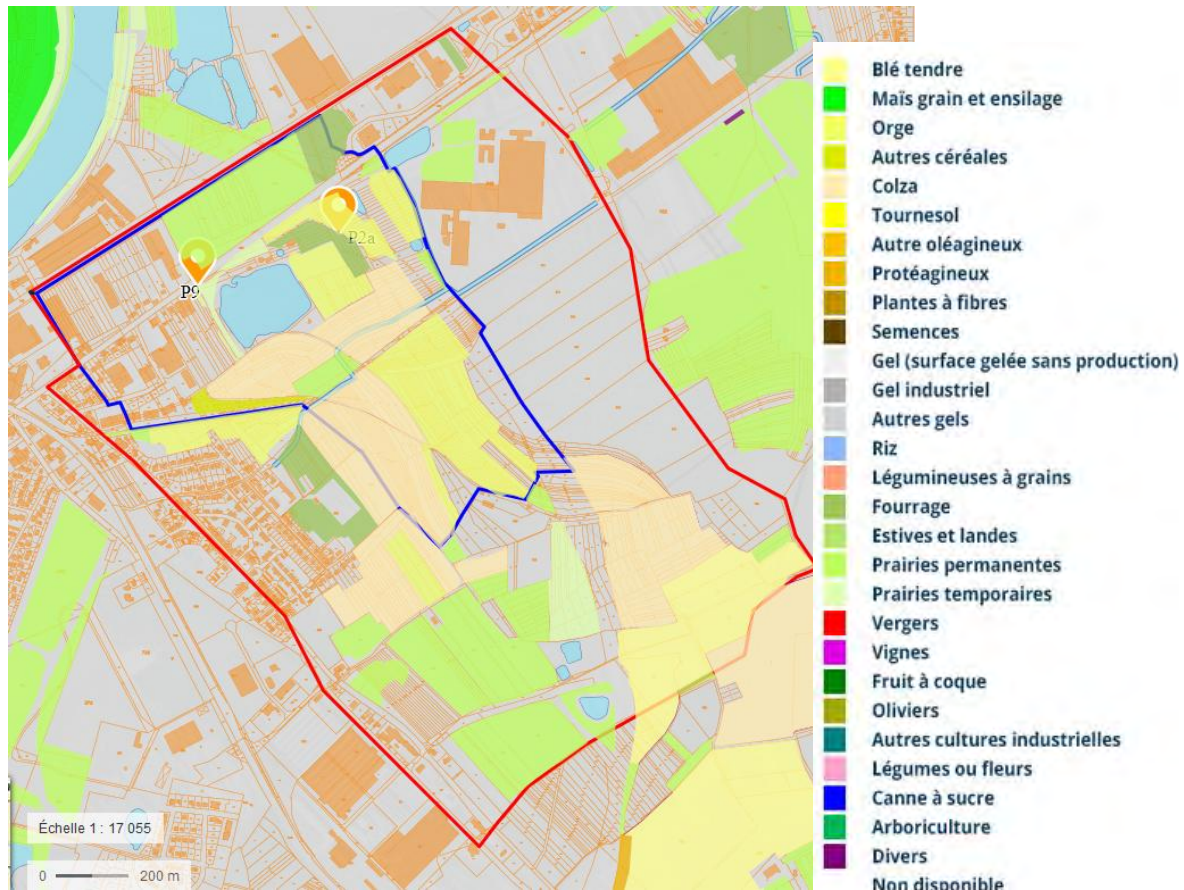 P2a
P9
Échelle 1 : 17 055
0
200 m
Blé tendre
Maïs grain et ensilage
Orge
Autres céréales
Colza
Tournesol
Autre oléagineux
Protéagineux
Plantes à fibres
Semences
Gel (surface gelée sans production)
Gel industriel
Autres gels
Riz
Légumineuses à grains
Fourrage
Estives et landes
Prairies permanentes
Prairies temporaires
Vergers
Vignes
Fruit à coque
Oliviers
Autres cultures industrielles
Légumes ou fleurs
Canne à sucre
Arboriculture
Divers
Non disponible